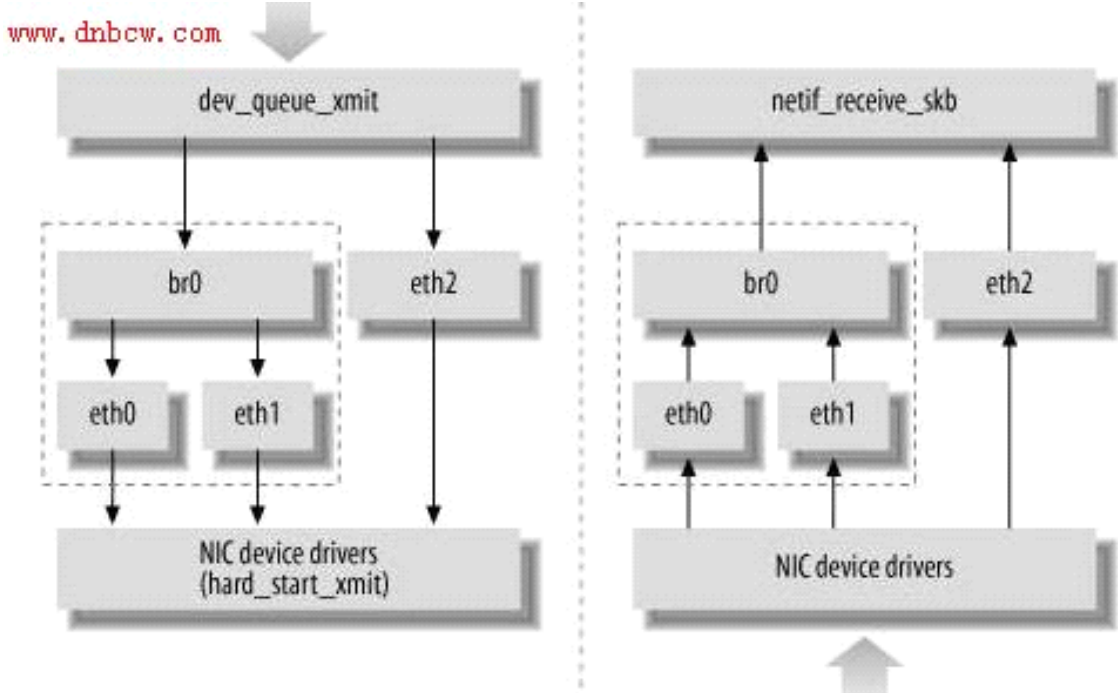 www.dnbcw.com
dev_queue_xmit
br0
eth2
eth0
eth1
NIC device drivers
(hard_start_xmit)
netif_receive_skb
br0
eth2
eth0
eth1
NIC device drivers